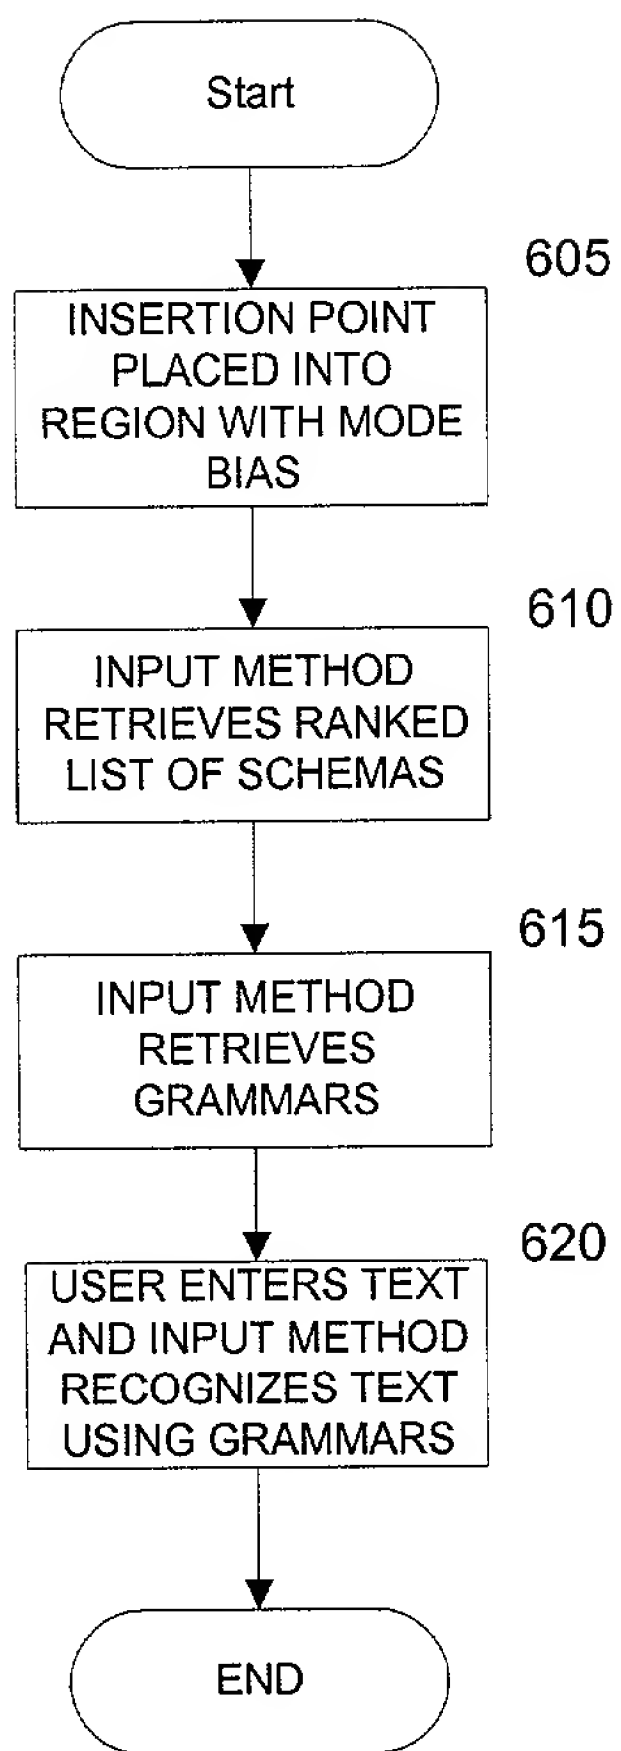 Start
605
INSERTION POINT
PLACED INTO
REGION WITH MODE
BIAS
610
INPUT METHOD
RETRIEVES RANKED
LIST OF SCHEMAS
615
INPUT METHOD
RETRIEVES
GRAMMARS
620
USER ENTERS TEXT
AND INPUT METHOD
RECOGNIZES TEXT
USING GRAMMARS
END